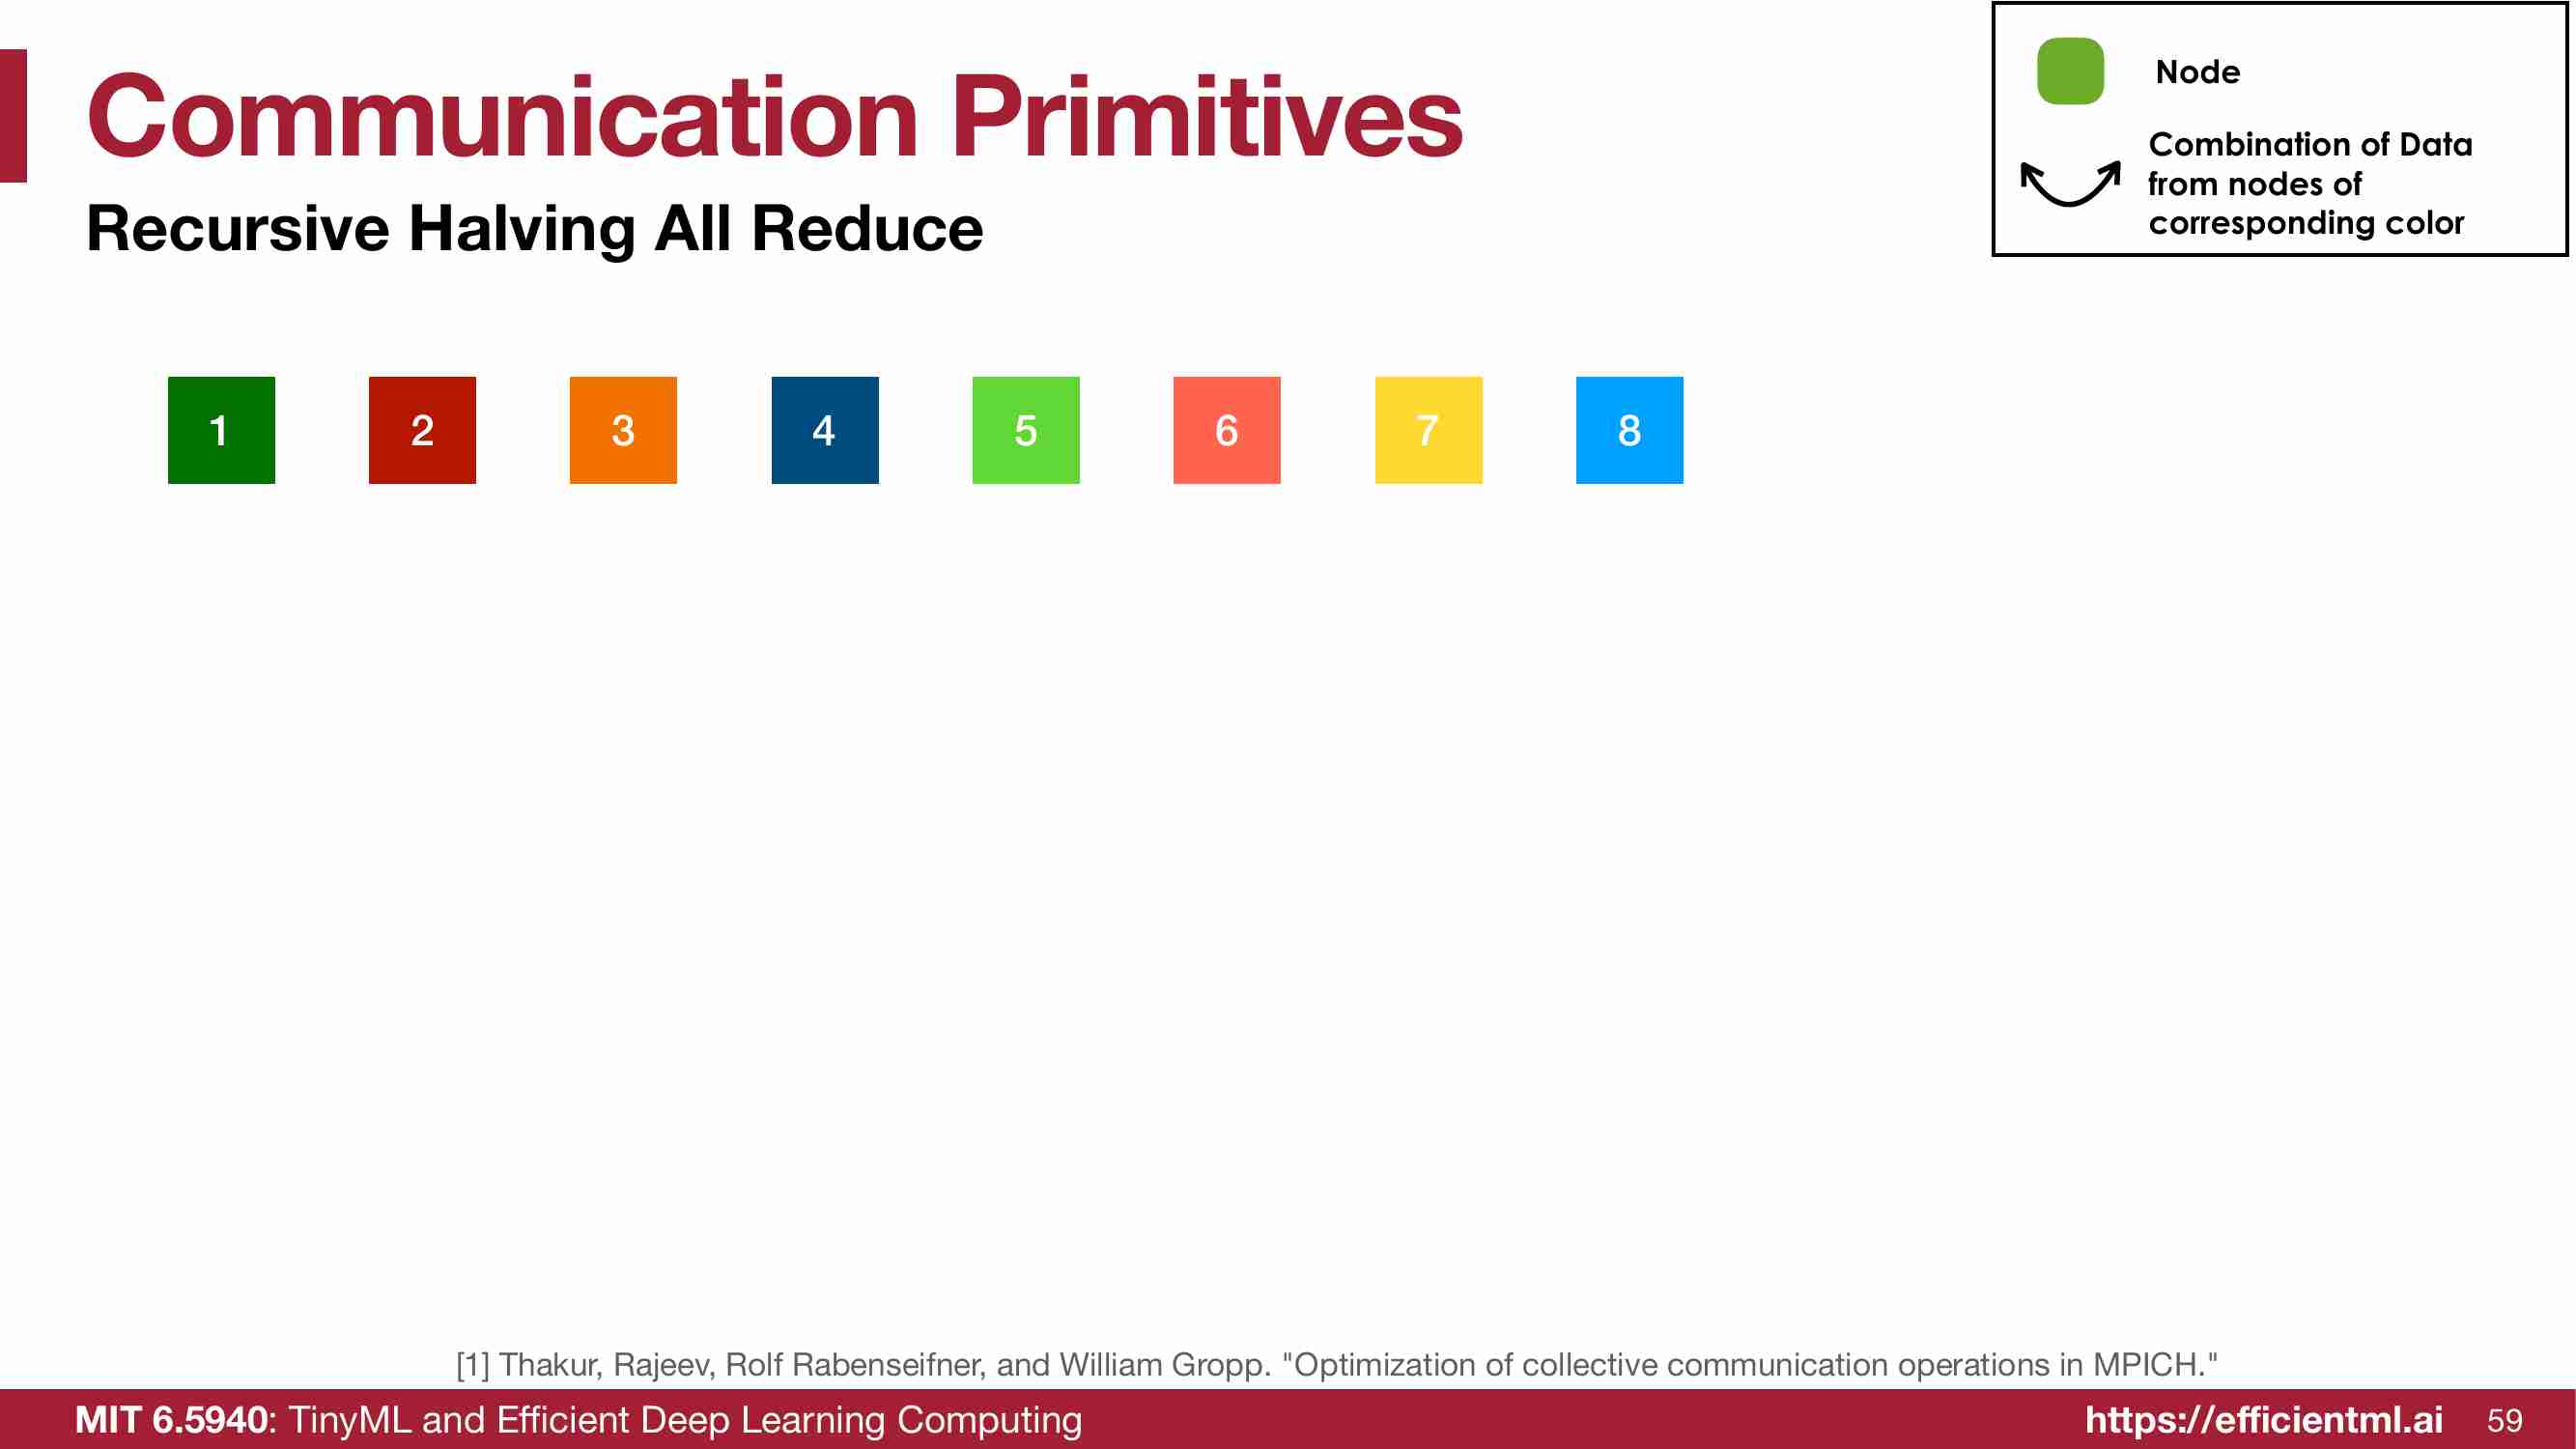 Communication Primitives
Recursive Halving All Reduce
Node
Combination of Data
from nodes of
corresponding color
1 2 3 4 5 6 7 8
[1] Thakur, Rajeev, Rolf Rabenseifner, and William Gropp. "Optimization of collective communication operations in MPICH."
MIT 6.5940: TinyML and Efficient Deep Learning Computing
https://efficientml.ai 59